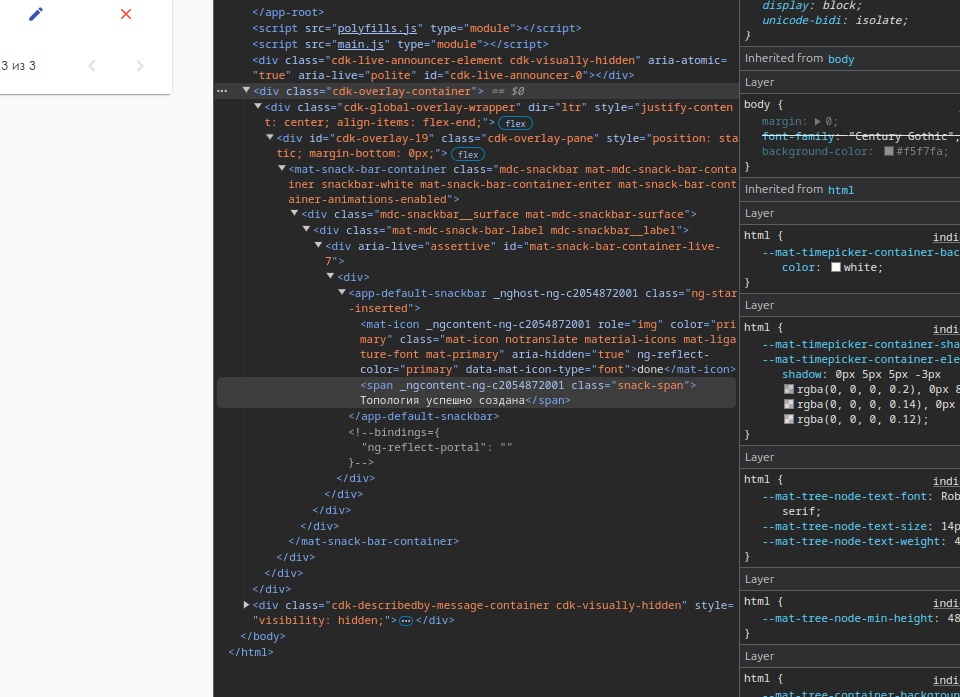 3 из 3
</app-root>
<script src="polyfills.js" type="module"></script>
<script src="main.js" type="module"></script>
<div class="cdk-live-announcer-element cdk-visually-hidden" aria-atomic=
"true" aria-live="polite" id="cdk-live-announcer-0"></div>
<div class="cdk-overlay-container"> == $0
<div class="cdk-global-overlay-wrapper" dir="ltr" style="justify-conten
t: center; align-items: flex-end;"> flex
<div id="cdk-overlay-19" class="cdk-overlay-pane" style="position: sta
tic; margin-bottom: 0px;"> flex
<mat-snack-bar-container class="mdc-snackbar mat-mdc-snack-bar-conta
iner snackbar-white mat-snack-bar-container-enter mat-snack-bar-cont
ainer-animations-enabled">
<div class="mdc-snackbar__surface mat-mdc-snackbar-surface">
<div class="mat-mdc-snack-bar-label mdc-snackbar__label">
<div aria-live="assertive" id="mat-snack-bar-container-live-
7">
<div>
<app-default-snackbar _nghost-ng-c2054872001 class="ng-star
-inserted">
<mat-icon _ngcontent-ng-c2054872001 role="img" color="pri
mary" class="mat-icon notranslate material-icons mat-liga
ture-font mat-primary" aria-hidden="true" ng-reflect-
color="primary" data-mat-icon-type="font">done</mat-icon>
<span _ngcontent-ng-c2054872001 class="snack-span">
Топология успешно создана</span>
</app-default-snackbar>
<!--bindings={
"ng-reflect-portal": ""
}-->
</div>
</div>
</div>
</div>
</mat-snack-bar-container>
</div>
</div>
</div>
<div class="cdk-describedby-message-container cdk-visually-hidden" style=
"visibility: hidden;"> … </div>
</body>
</html>
display: block;
unicode-bidi: isolate;
}
Inherited from body
Layer
body {
margin: 0;
font-family: "Century Gothic",
background-color: #f5f7fa;
}
Inherited from html
Layer
html { indi
--mat-timepicker-container-bac
color: white;
}
Layer
html { indi
--mat-timepicker-container-sha
--mat-timepicker-container-ele
shadow: 0px 5px 5px -3px
rgba(0, 0, 0, 0.2), 0px 8
rgba(0, 0, 0, 0.14), 0px
rgba(0, 0, 0, 0.12);
}
Layer
html { indi
--mat-tree-node-text-font: Rob
serif;
--mat-tree-node-text-size: 14p
--mat-tree-node-text-weight: 4
}
Layer
html { indi
--mat-tree-node-min-height: 48
}
Layer
html { indi
--mat-tree-container-backgroun